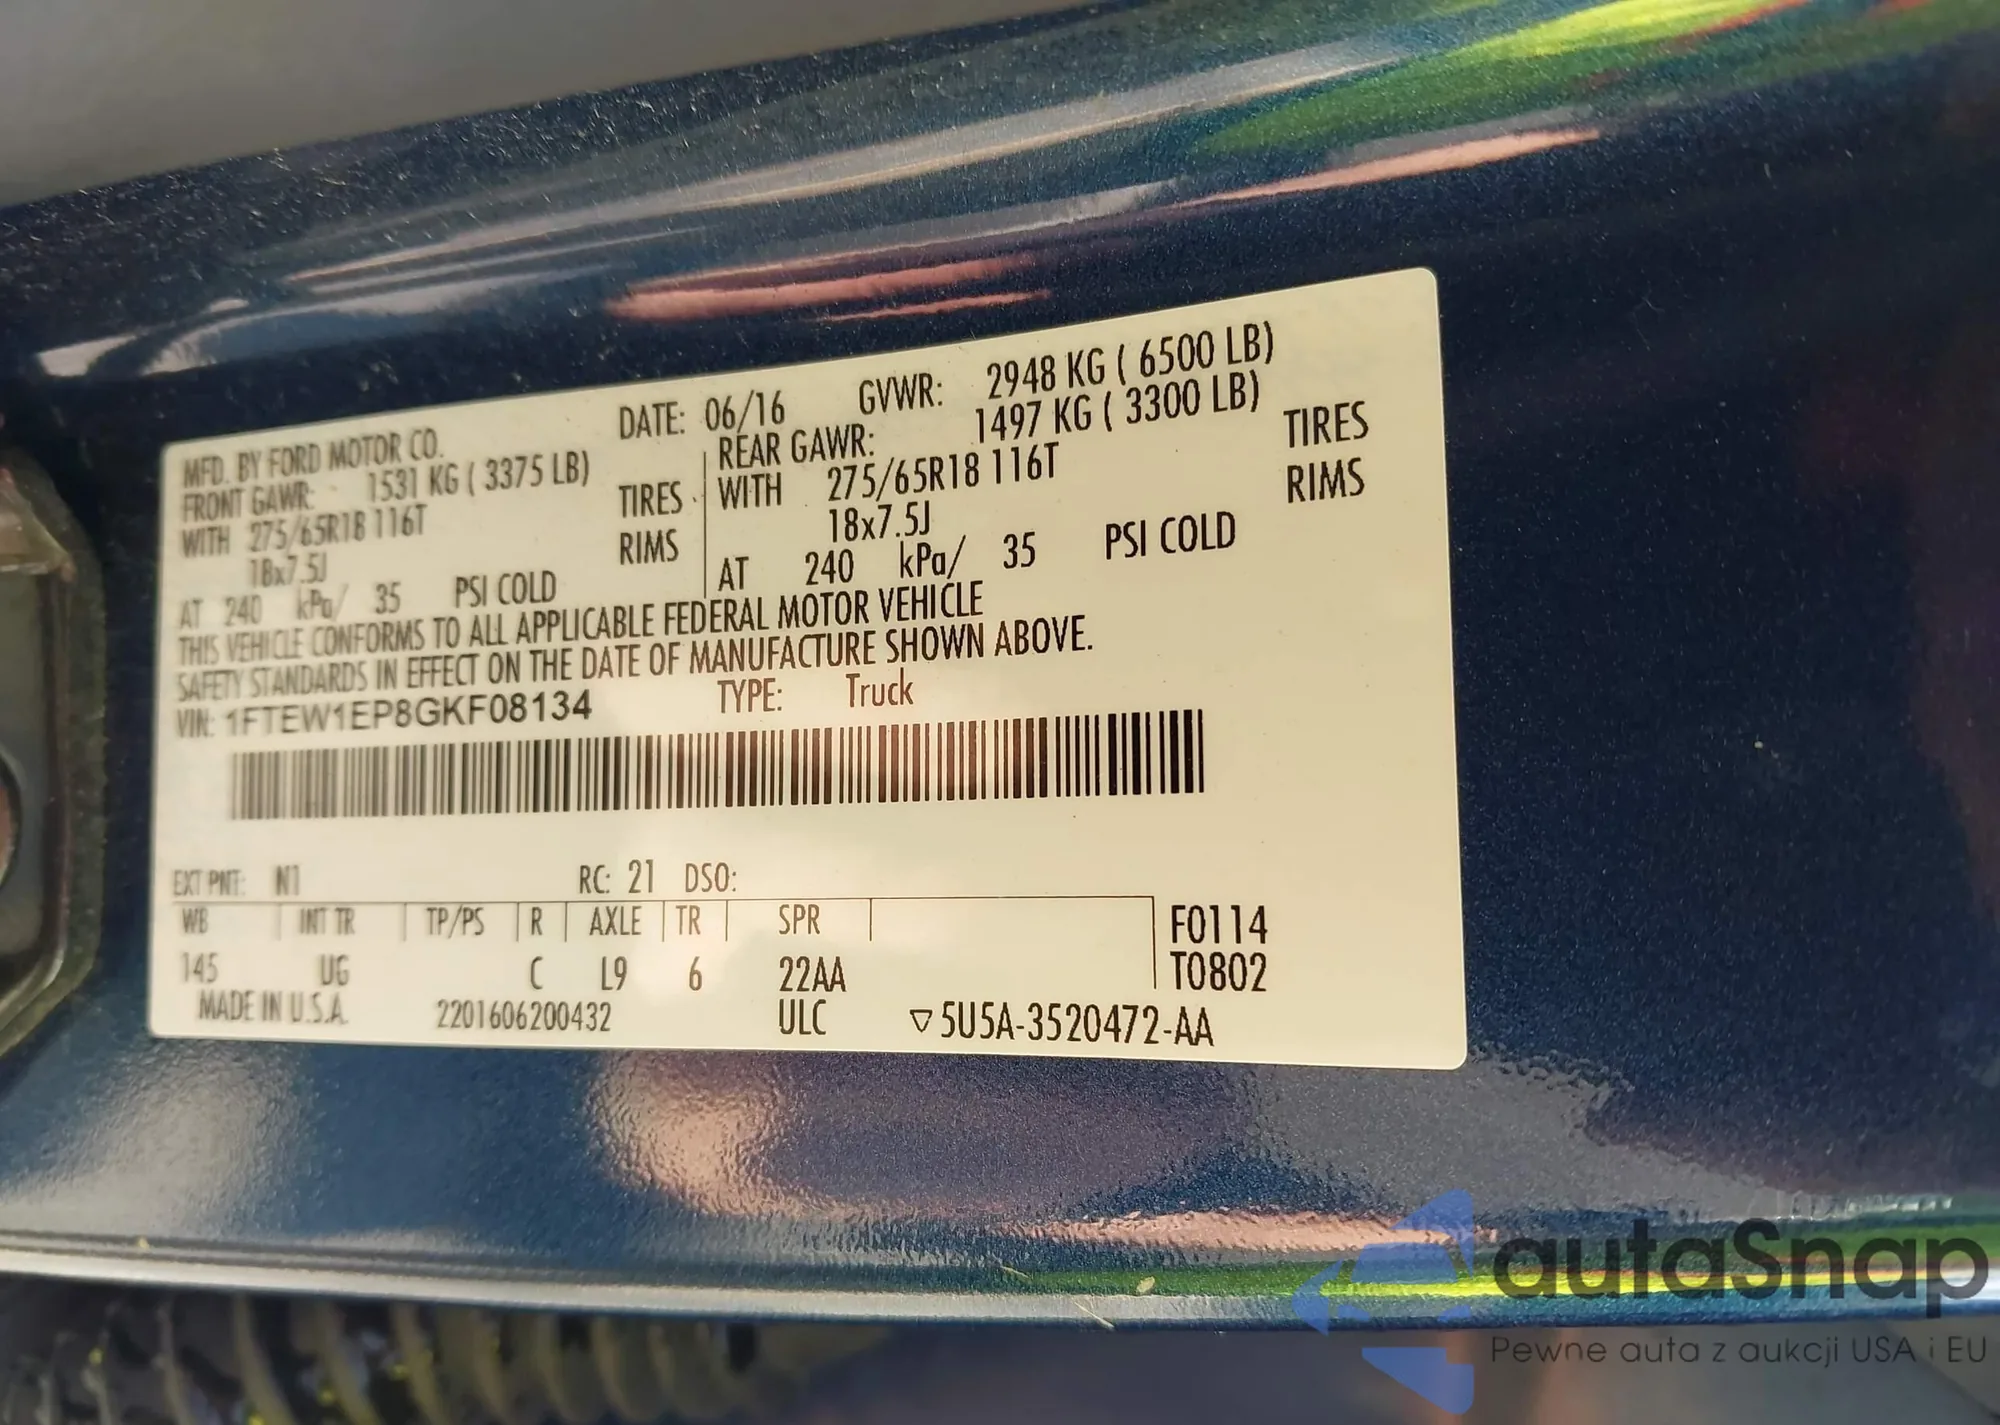 MFD. BY FORD MOTOR CO. DATE: 06/16 GVWR: 2948 KG ( 6500 LB)
FRONT GAWR: 1531 KG ( 3375 LB) REAR GAWR: 1497 KG ( 3300 LB)
WITH 275/65R18 116T TIRES WITH 275/65R18 116T TIRES
18x7.5J RIMS 18x7.5J RIMS
AT 240 kPa/ 35 PSI COLD AT 240 kPa/ 35 PSI COLD
THIS VEHICLE CONFORMS TO ALL APPLICABLE FEDERAL MOTOR VEHICLE
SAFETY STANDARDS IN EFFECT ON THE DATE OF MANUFACTURE SHOWN ABOVE.
VIN: 1FTEW1EP8GKF08134 TYPE: Truck
EXT PNT: N1 RC: 21 DSO:
WB INT TR TP/PS R AXLE TR SPR F0114
145 UG C L9 6 22AA T0802
MADE IN U.S.A. 2201606200432 ULC ▽5U5A-3520472-AA
autaSnap
Pewne auta z aukcji USA i EU